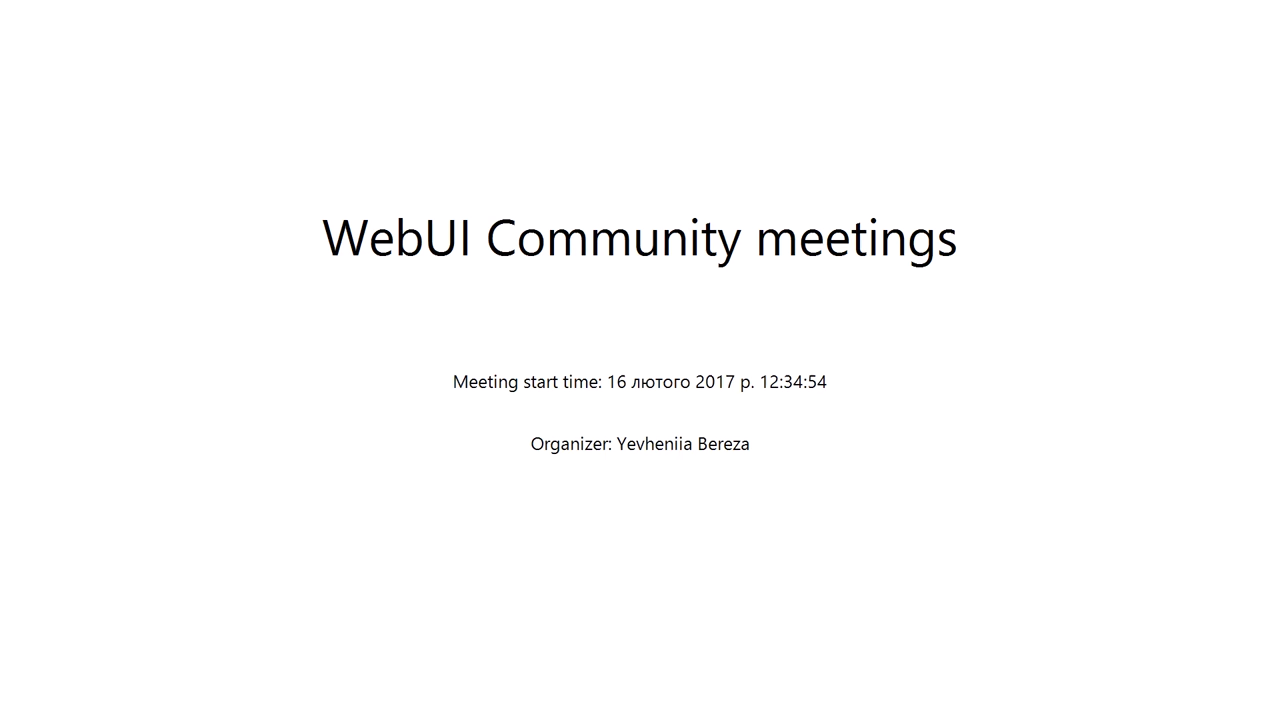 WebUI Community meetings
Meeting start time: 16 лютого 2017 р. 12:34:54
Organizer: Yevheniia Bereza